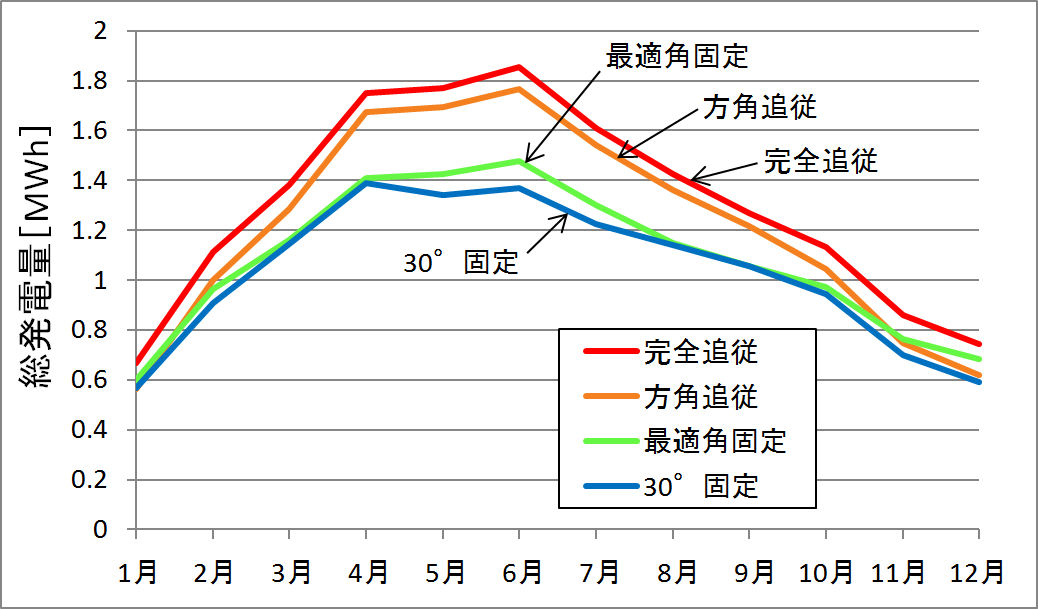 総発電量[MWh]
2
1.8
1.6
1.4
1.2
1
0.8
0.6
0.4
0.2
0
最適角固定
方角追従
完全追従
30° 固定
完全追従
方角追従
最適角固定
30° 固定
1月 2月 3月 4月 5月 6月 7月 8月 9月 10月 11月 12月